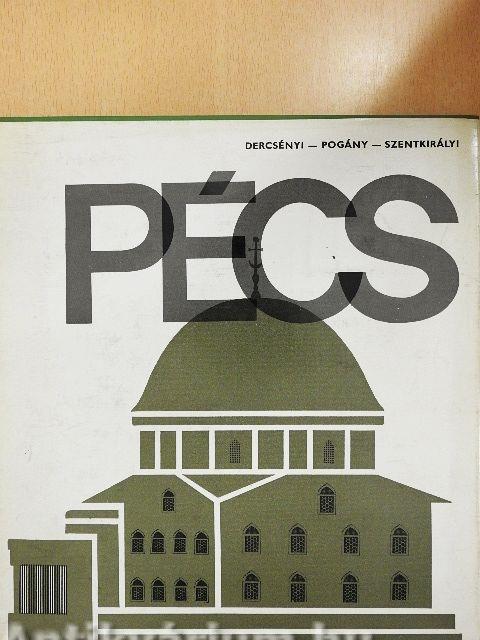 DERCSÉNYI — POGÁNY — SZENTKIRÁLYI
PÉCS